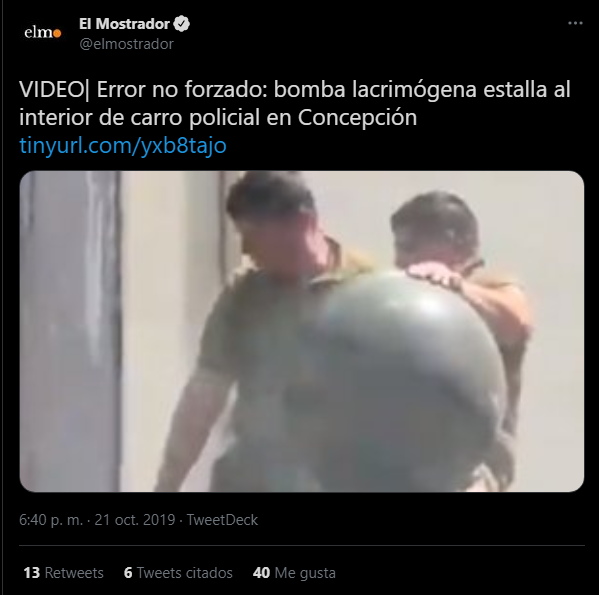 elmo
El Mostrador
@elmostrador
VIDEO| Error no forzado: bomba lacrimógena estalla al
interior de carro policial en Concepción
tinyurl.com/yxb8tajo
6:40 p. m. · 21 oct. 2019 · TweetDeck
13 Retweets 6 Tweets citados 40 Me gusta